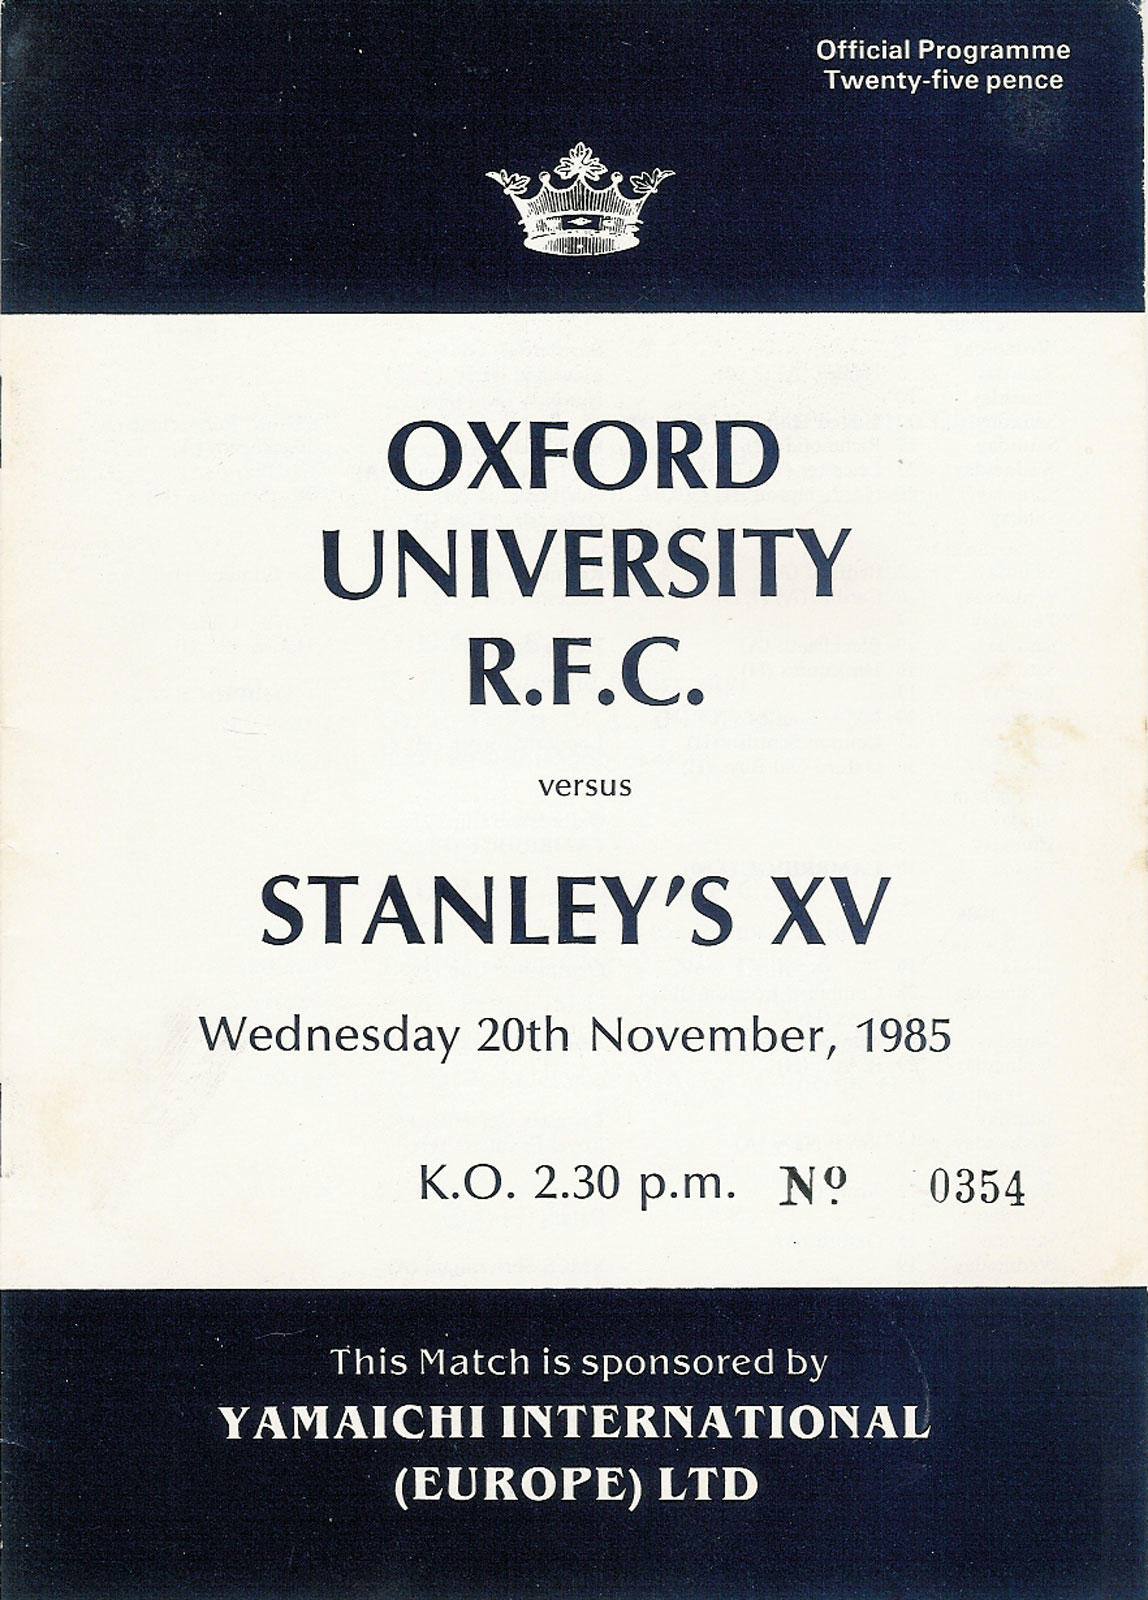 Official Programme
Twenty-five pence
OXFORD
UNIVERSITY
R.F.C.
versus
STANLEY'S XV
Wednesday 20th November, 1985
K.O. 2.30 p.m. Nº 0354
This Match is sponsored by
YAMAICHI INTERNATIONAL
(EUROPE) LTD